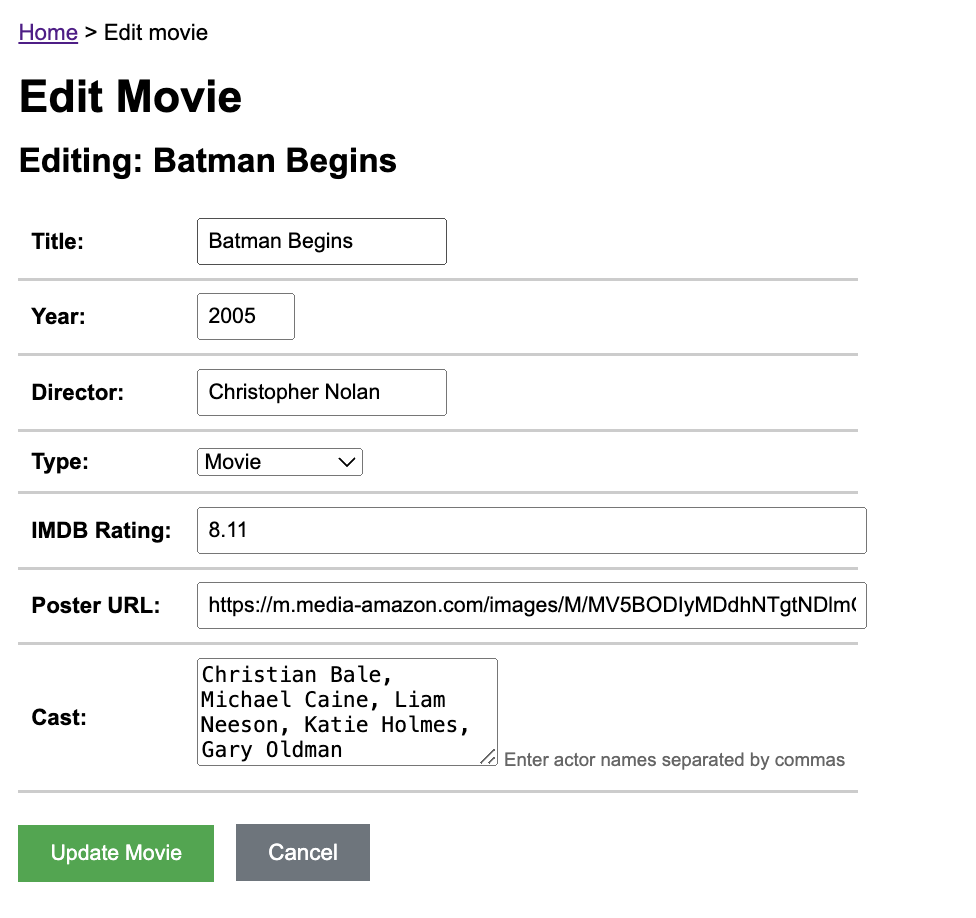 Home > Edit movie
Edit Movie
Editing: Batman Begins
Title: Batman Begins
Year: 2005
Director: Christopher Nolan
Type: Movie
IMDB Rating: 8.11
Poster URL: https://m.media-amazon.com/images/M/MV5BODIyMDdhNTgtNDlm
Cast:
Christian Bale,
Michael Caine, Liam
Neeson, Katie Holmes,
Gary Oldman
Enter actor names separated by commas
Update Movie Cancel